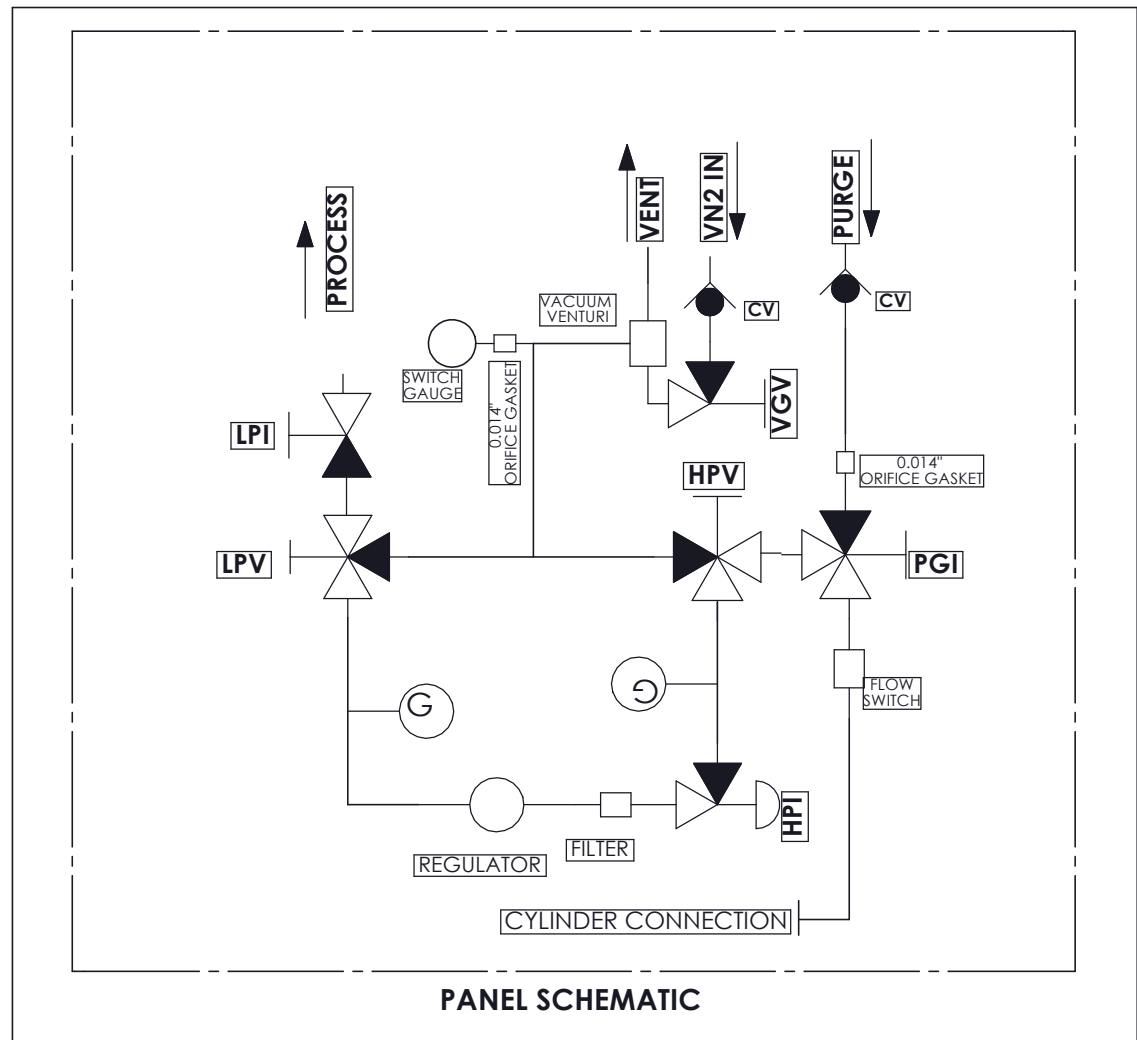 PROCESS
VENT
VN2 IN
PURGE
VACUUM
VENTURI
CV
CV
SWITCH
GAUGE
0.014"
ORIFICE GASKET
VGV
LPI
0.014"
ORIFICE GASKET
HPV
LPV
PGI
FLOW
SWITCH
G
G
HPI
FILTER
REGULATOR
CYLINDER CONNECTION
PANEL SCHEMATIC